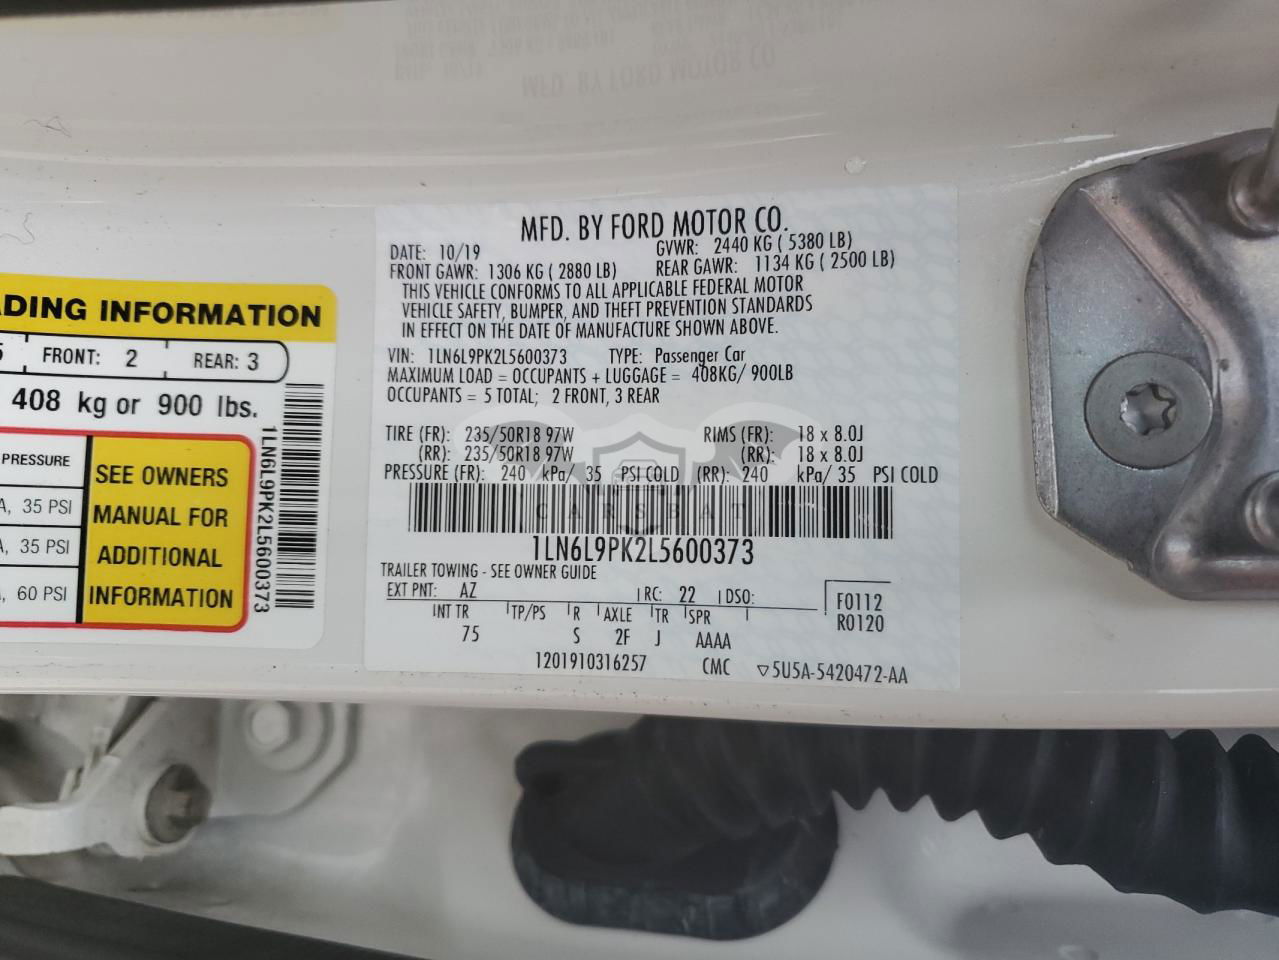 MFD. BY FORD MOTOR CO.
DATE: 10/19 GVWR: 2440 KG ( 5380 LB)
FRONT GAWR: 1306 KG ( 2880 LB) REAR GAWR: 1134 KG ( 2500 LB)
THIS VEHICLE CONFORMS TO ALL APPLICABLE FEDERAL MOTOR
VEHICLE SAFETY, BUMPER, AND THEFT PREVENTION STANDARDS
IN EFFECT ON THE DATE OF MANUFACTURE SHOWN ABOVE.
VIN: 1LN6L9PK2L5600373 TYPE: Passenger Car
MAXIMUM LOAD = OCCUPANTS + LUGGAGE = 408KG/ 900LB
OCCUPANTS = 5 TOTAL; 2 FRONT, 3 REAR
TIRE (FR): 235/50R18 97W RIMS (FR): 18 x 8.0J
(RR): 235/50R18 97W (RR): 18 x 8.0J
PRESSURE (FR): 240 kPa/ 35 PSI COLD (RR): 240 kPa/ 35 PSI COLD
CARSBAT
1LN6L9PK2L5600373
TRAILER TOWING - SEE OWNER GUIDE
EXT PNT: AZ RC: 22 DSO:
INT TR TP/PS R AXLE TR SPR
75 S 2F J AAAA
F0112
R0120
1201910316257 CMC ▽5U5A-5420472-AA
ADING INFORMATION
5 FRONT: 2 REAR: 3
408 kg or 900 lbs.
PRESSURE
A, 35 PSI
A, 35 PSI
, 60 PSI
SEE OWNERS
MANUAL FOR
ADDITIONAL
INFORMATION
1LN6L9PK2L5600373